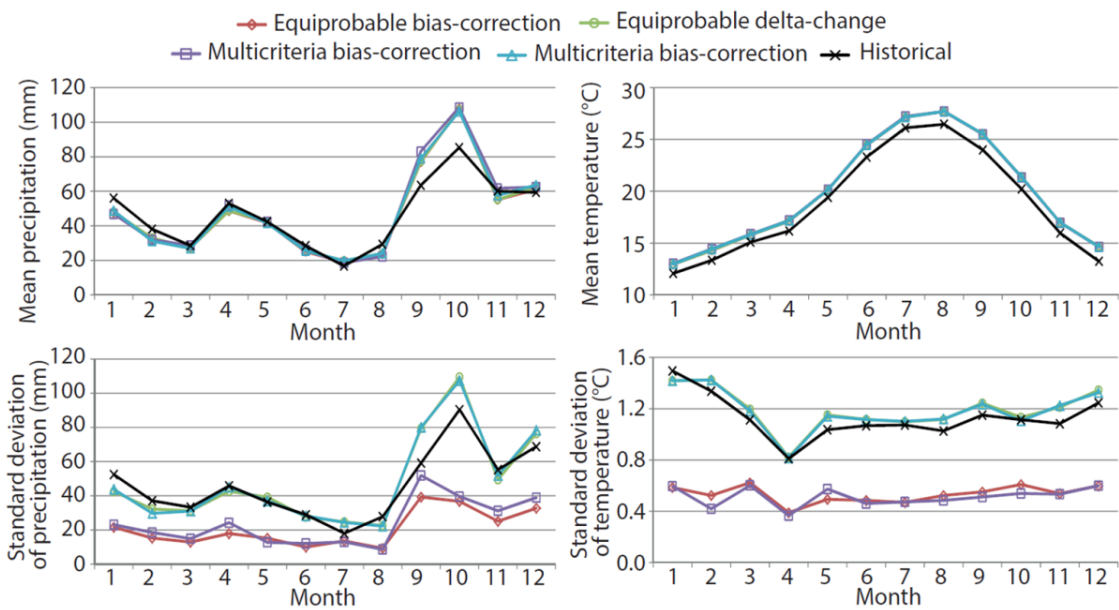 Equiprobable bias-correction Equiprobable delta-change
Multicriteria bias-correction Multicriteria bias-correction Historical
Mean precipitation (mm)
120
100
80
60
40
20
0
1 2 3 4 5 6 7 8 9 10 11 12
Month
Mean temperature (°C)
30
25
20
15
10
1 2 3 4 5 6 7 8 9 10 11 12
Month
Standard deviation
of precipitation (mm)
120
100
80
60
40
20
0
1 2 3 4 5 6 7 8 9 10 11 12
Month
Standard deviation
of temperature (°C)
1.6
1.2
0.8
0.4
0.0
1 2 3 4 5 6 7 8 9 10 11 12
Month